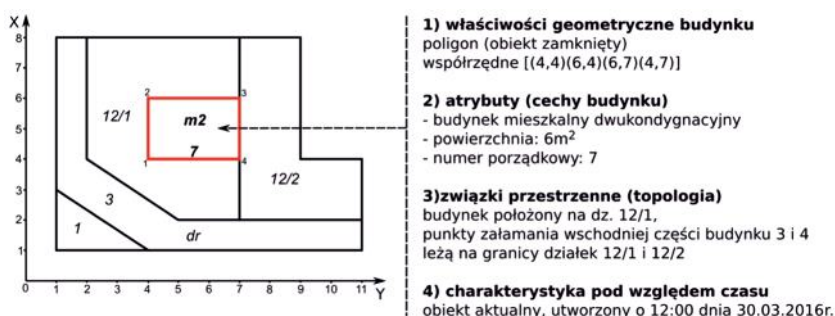 X
8
7
6
5
4
3
2
1
0
0 1 2 3 4 5 6 7 8 9 10 11
Y
12/1
2
3
m2
7
1
4
12/2
3
1
dr
1) właściwości geometryczne budynku
poligon (obiekt zamknięty)
współrzędne [(4,4)(6,4)(6,7)(4,7)]
2) atrybuty (cechy budynku)
- budynek mieszkalny dwukondygnacyjny
- powierzchnia: 6m²
- numer porządkowy: 7
3)związki przestrzenne (topologia)
budynek położony na dz. 12/1,
punkty załamania wschodniej części budynku 3 i 4
leżą na granicy działek 12/1 i 12/2
4) charakterystyka pod względem czasu
obiekt aktualny, utworzony o 12:00 dnia 30.03.2016r.